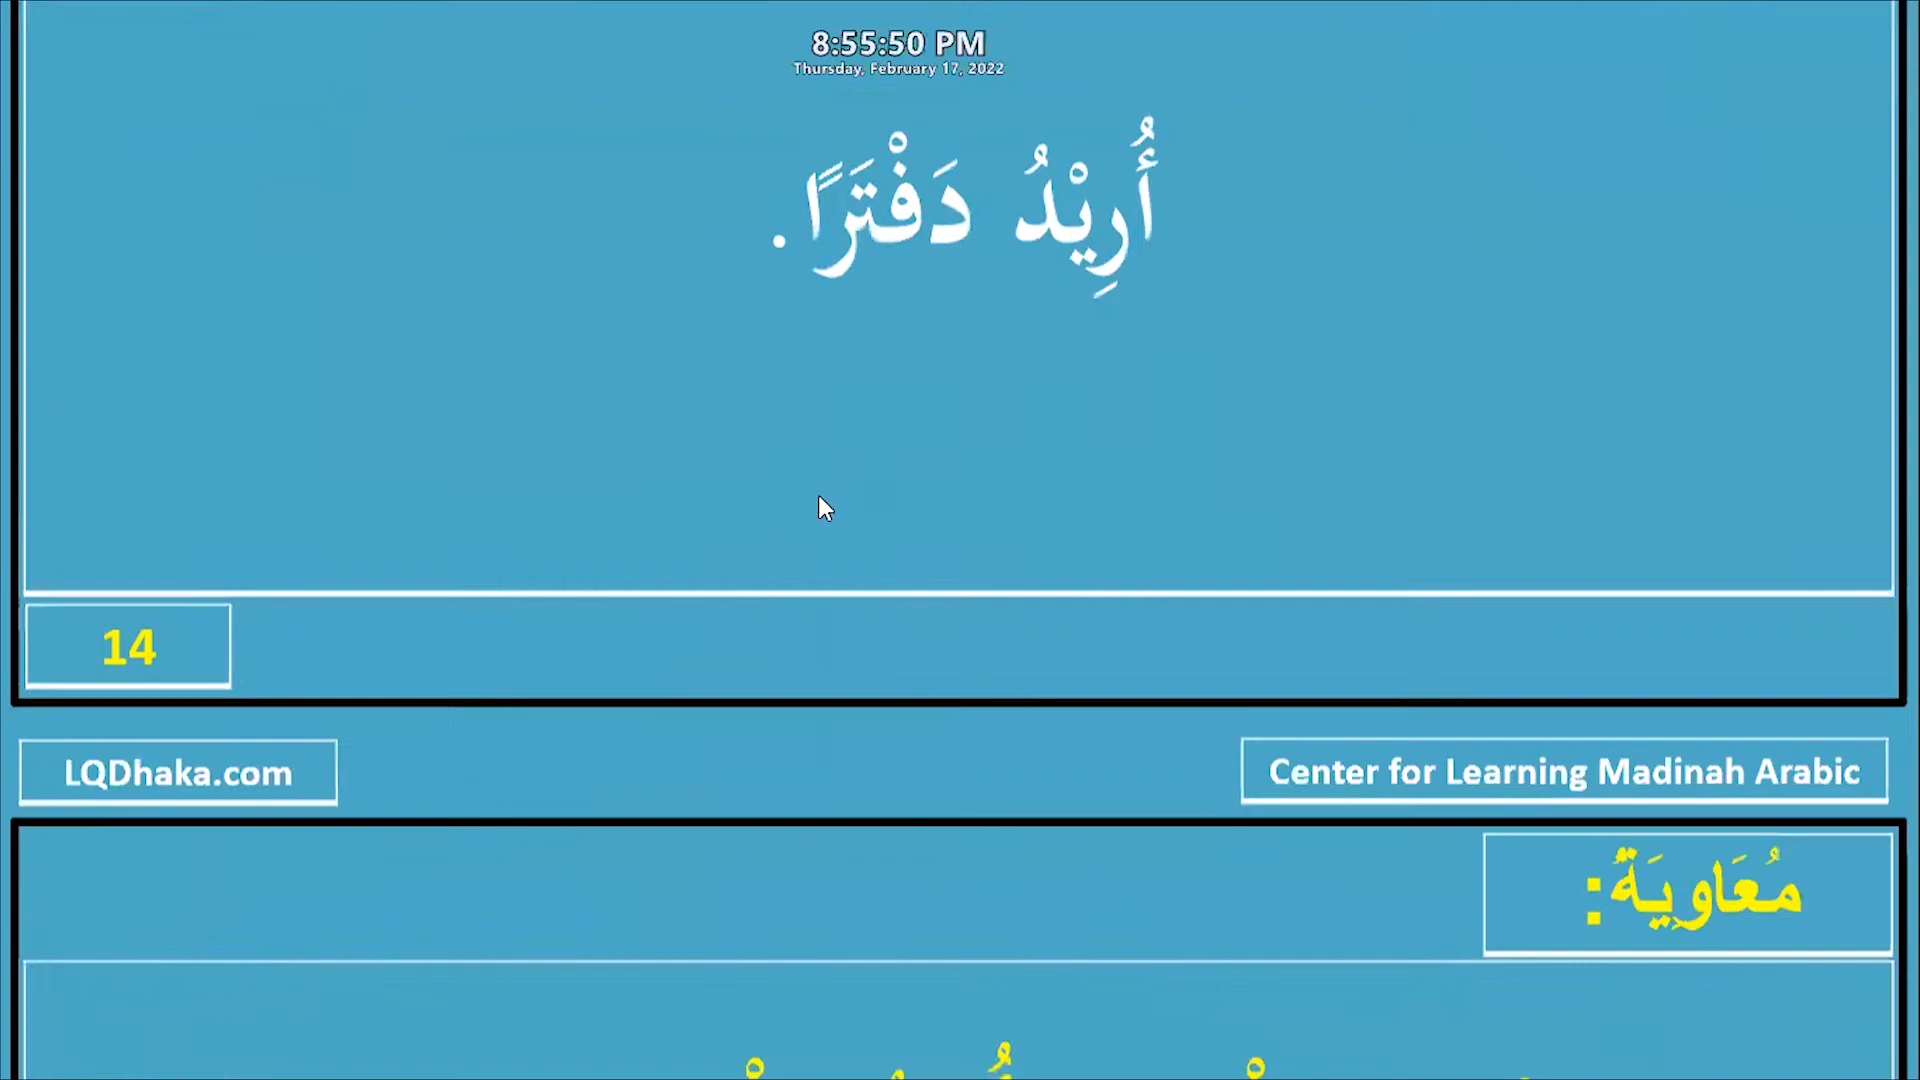 8:55:50 PM
Thursday, February 17, 2022
أُرِيْدُ دَفْتَرًا.
14
LQDhaka.com
Center for Learning Madinah Arabic
مُعَاوِيَةُ: